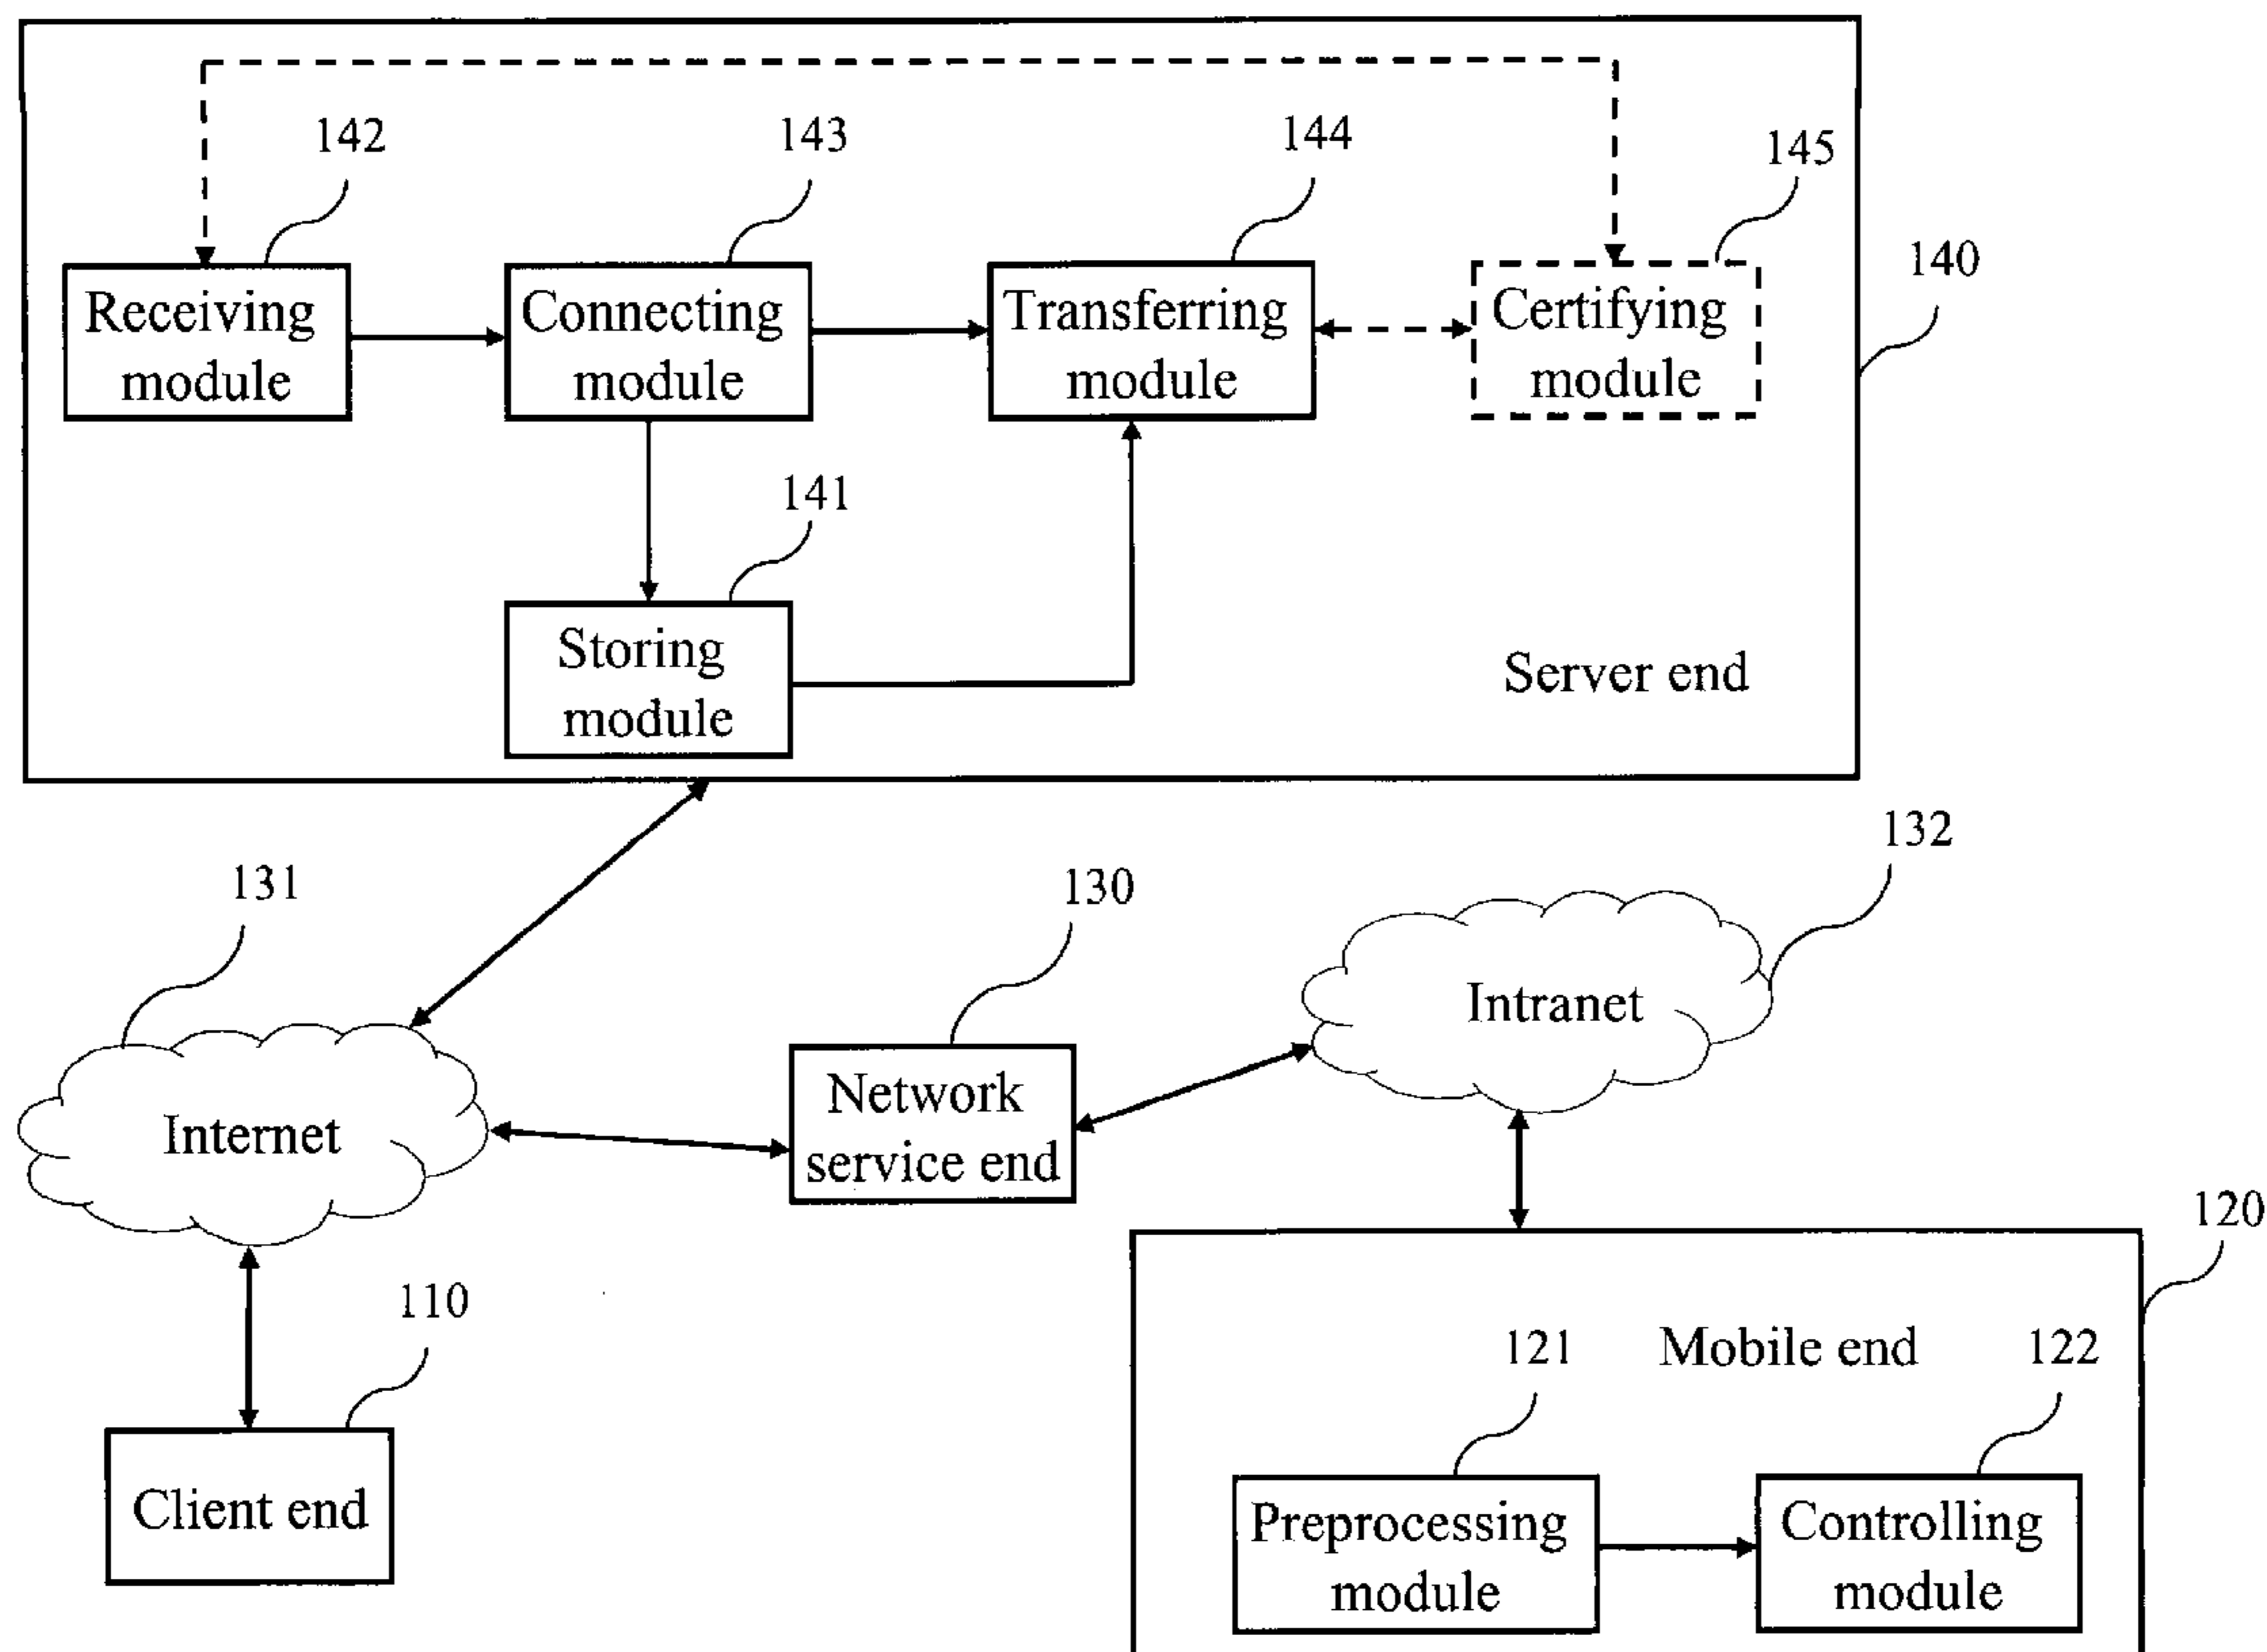 142
143
144
145
140
Receiving
module
Connecting
module
Transferring
module
Certifying
module
141
Storing
module
Server end
131
130
132
Internet
Network
service end
Intranet
120
110
Client end
Mobile end
121
122
Preprocessing
module
Controlling
module